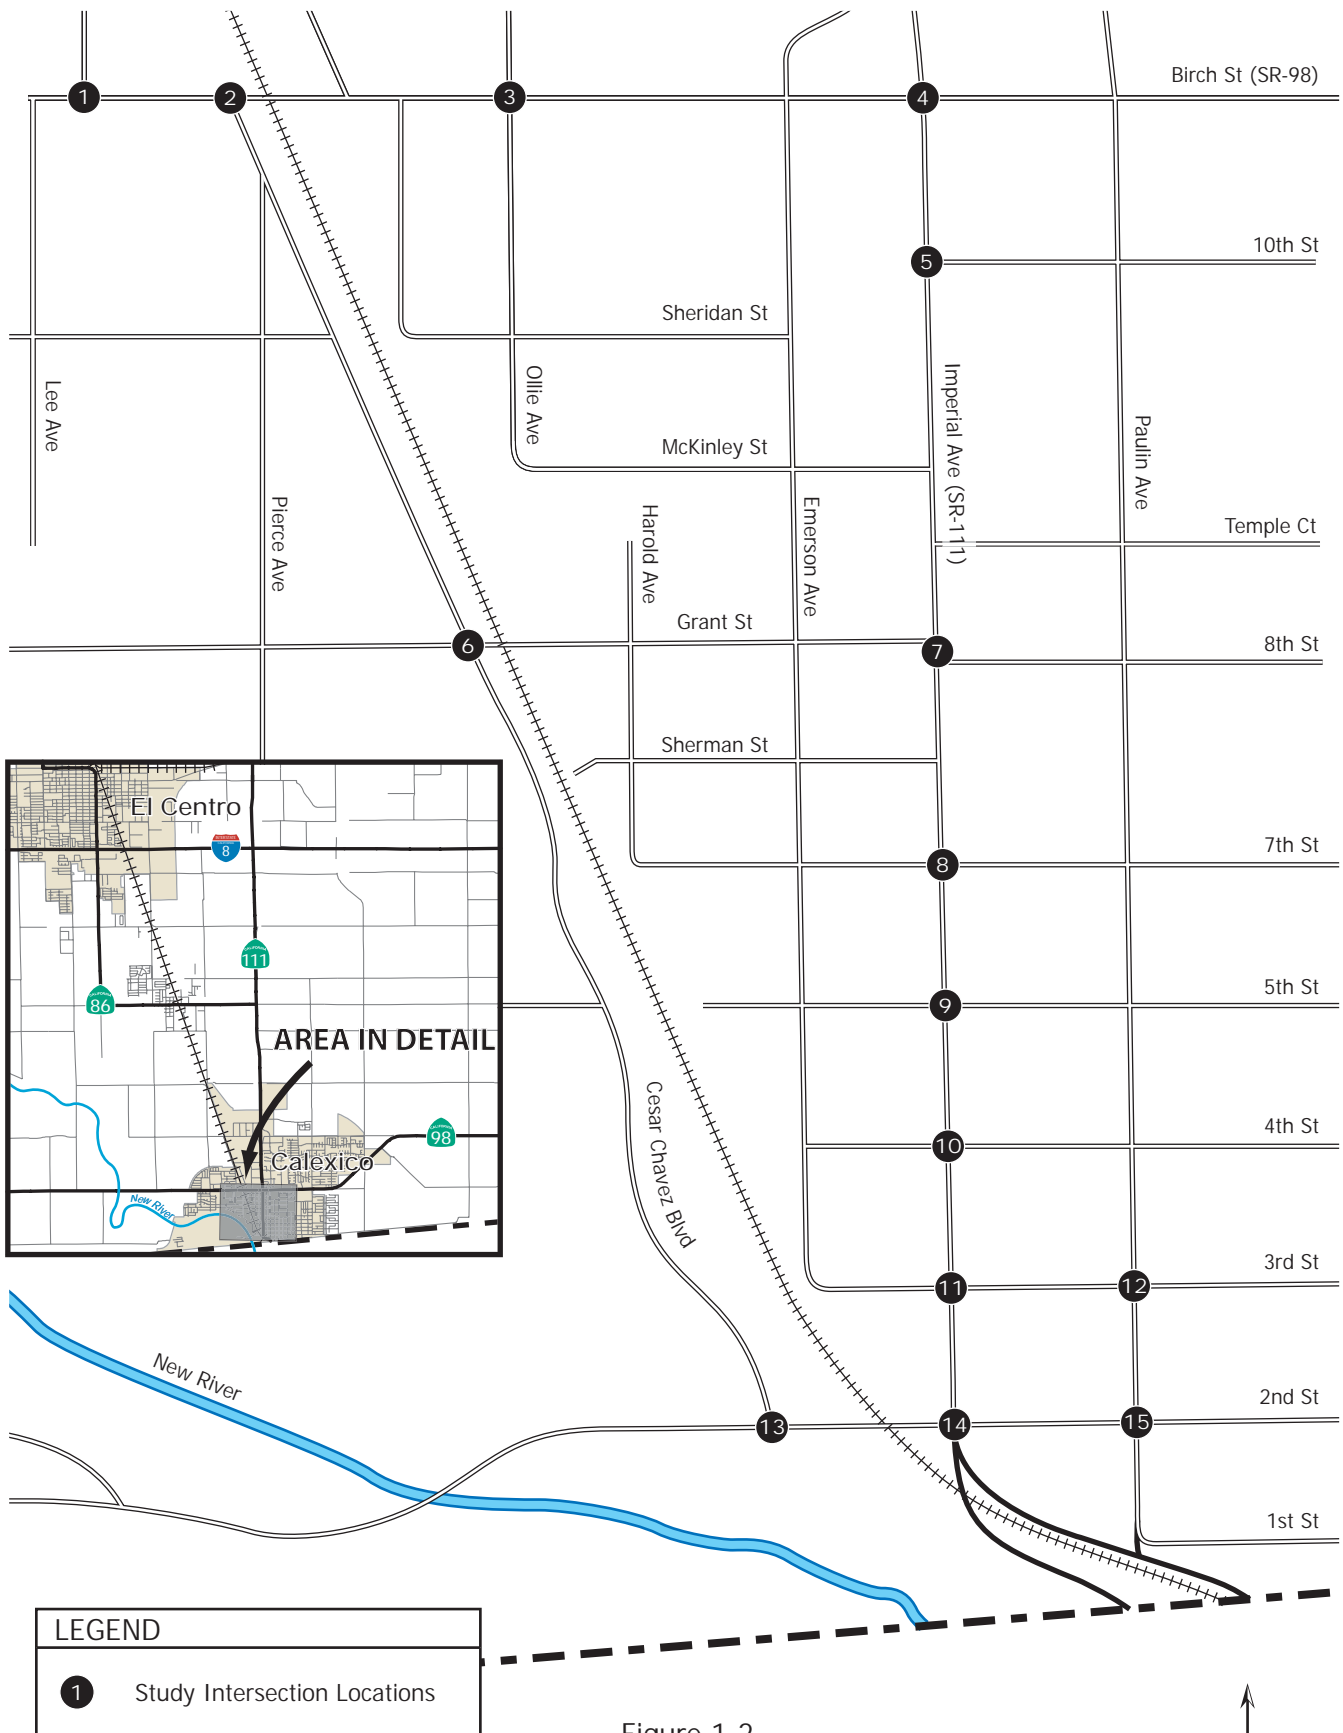 Birch St (SR-98)
1
2
3
4
10th St
5
Sheridan St
Lee Ave
Ollie Ave
Imperial Ave (SR-111)
McKinley St
Paulin Ave
Pierce Ave
Harold Ave
Emerson Ave
Temple Ct
Grant St
6
7
8th St
Sherman St
El Centro
8
7th St
8
111
86
5th St
9
AREA IN DETAIL
Cesar Chavez Blvd
98
4th St
10
Calexico
New River
3rd St
11
12
New River
2nd St
13
14
15
1st St
LEGEND
1 Study Intersection Locations
Figure 1-2